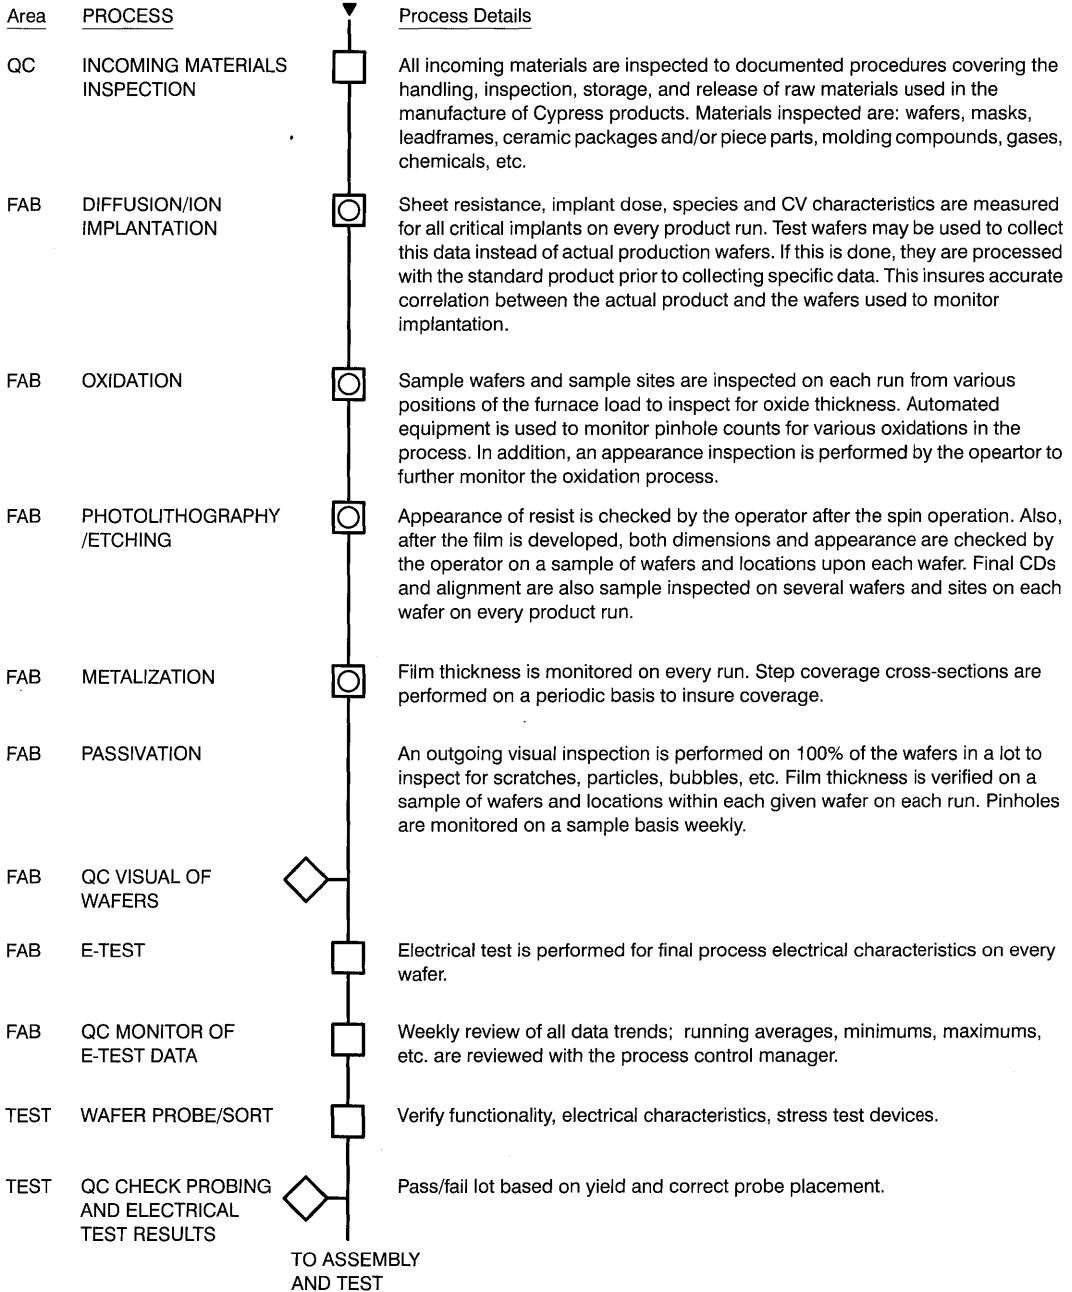 Area PROCESS Process Details
QC INCOMING MATERIALS INSPECTION
All incoming materials are inspected to documented procedures covering the
handling, inspection, storage, and release of raw materials used in the
manufacture of Cypress products. Materials inspected are: wafers, masks,
leadframes, ceramic packages and/or piece parts, molding compounds, gases,
chemicals, etc.
FAB DIFFUSION/ION
IMPLANTATION
Sheet resistance, implant dose, species and CV characteristics are measured
for all critical implants on every product run. Test wafers may be used to collect
this data instead of actual production wafers. If this is done, they are processed
with the standard product prior to collecting specific data. This insures accurate
correlation between the actual product and the wafers used to monitor
implantation.
FAB OXIDATION
Sample wafers and sample sites are inspected on each run from various
positions of the furnace load to inspect for oxide thickness. Automated
equipment is used to monitor pinhole counts for various oxidations in the
process. In addition, an appearance inspection is performed by the opeartor to
further monitor the oxidation process.
FAB PHOTOLITHOGRAPHY
/ETCHING
Appearance of resist is checked by the operator after the spin operation. Also,
after the film is developed, both dimensions and appearance are checked by
the operator on a sample of wafers and locations upon each wafer. Final CDs
and alignment are also sample inspected on several wafers and sites on each
wafer on every product run.
FAB METALIZATION
Film thickness is monitored on every run. Step coverage cross-sections are
performed on a periodic basis to insure coverage.
FAB PASSIVATION
An outgoing visual inspection is performed on 100% of the wafers in a lot to
inspect for scratches, particles, bubbles, etc. Film thickness is verified on a
sample of wafers and locations within each given wafer on each run. Pinholes
are monitored on a sample basis weekly.
FAB QC VISUAL OF
WAFERS
FAB E-TEST
Electrical test is performed for final process electrical characteristics on every
wafer.
FAB QC MONITOR OF
E-TEST DATA
Weekly review of all data trends; running averages, minimums, maximums,
etc. are reviewed with the process control manager.
TEST WAFER PROBE/SORT
Verify functionality, electrical characteristics, stress test devices.
TEST QC CHECK PROBING
AND ELECTRICAL
TEST RESULTS
Pass/fail lot based on yield and correct probe placement.
TO ASSEMBLY
AND TEST